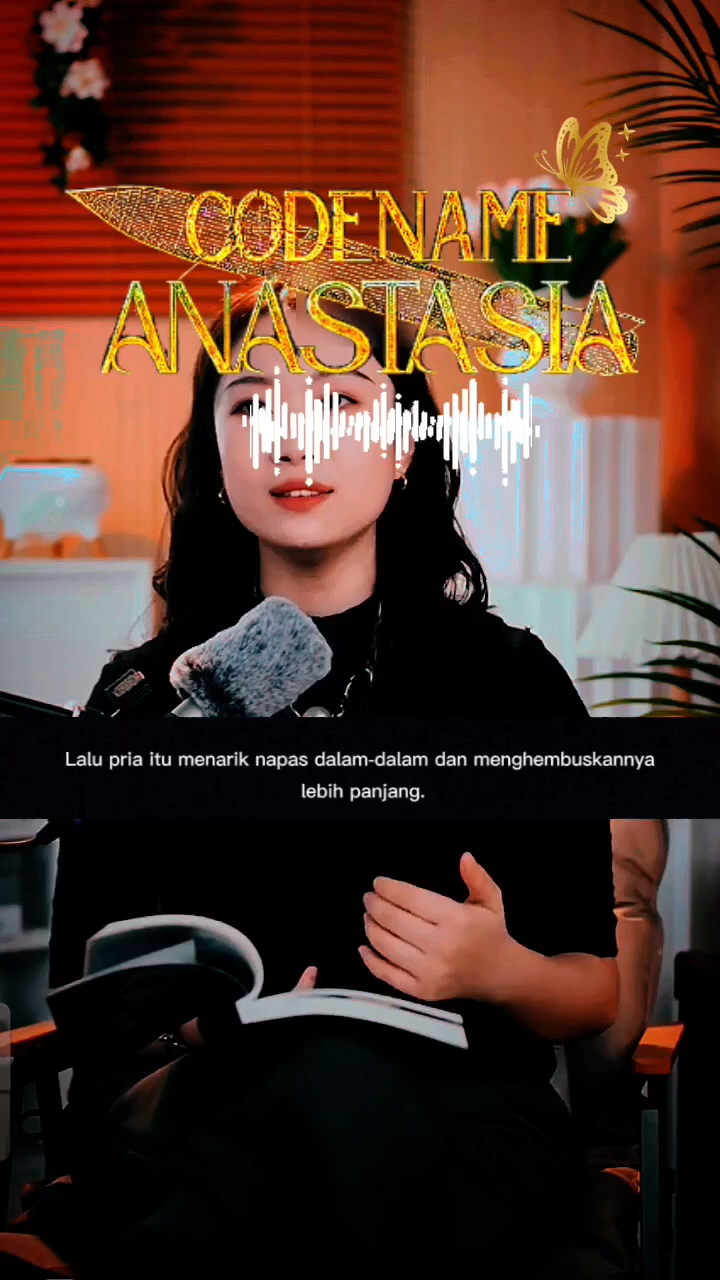 CODENAME
ANASTASIA
Lalu pria itu menarik napas dalam-dalam dan menghembuskannya
lebih panjang.